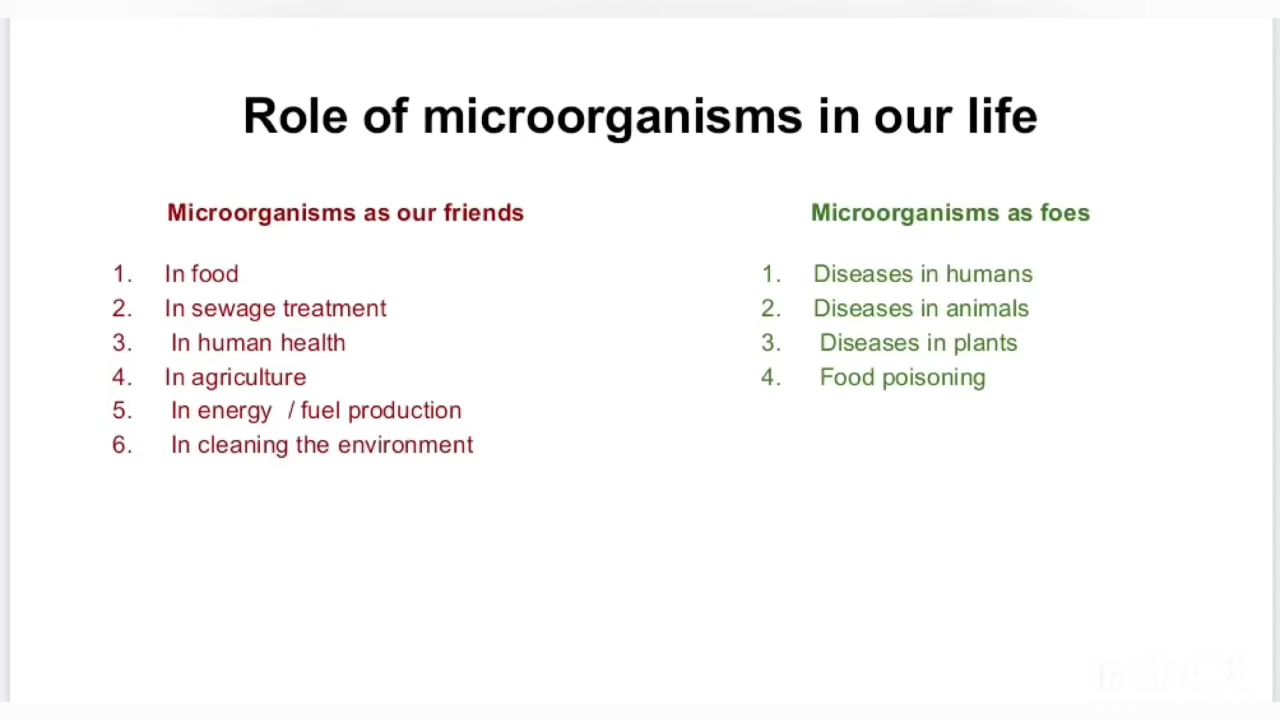 Role of microorganisms in our life
Microorganisms as our friends
1. In food
2. In sewage treatment
3. In human health
4. In agriculture
5. In energy / fuel production
6. In cleaning the environment
Microorganisms as foes
1. Diseases in humans
2. Diseases in animals
3. Diseases in plants
4. Food poisoning